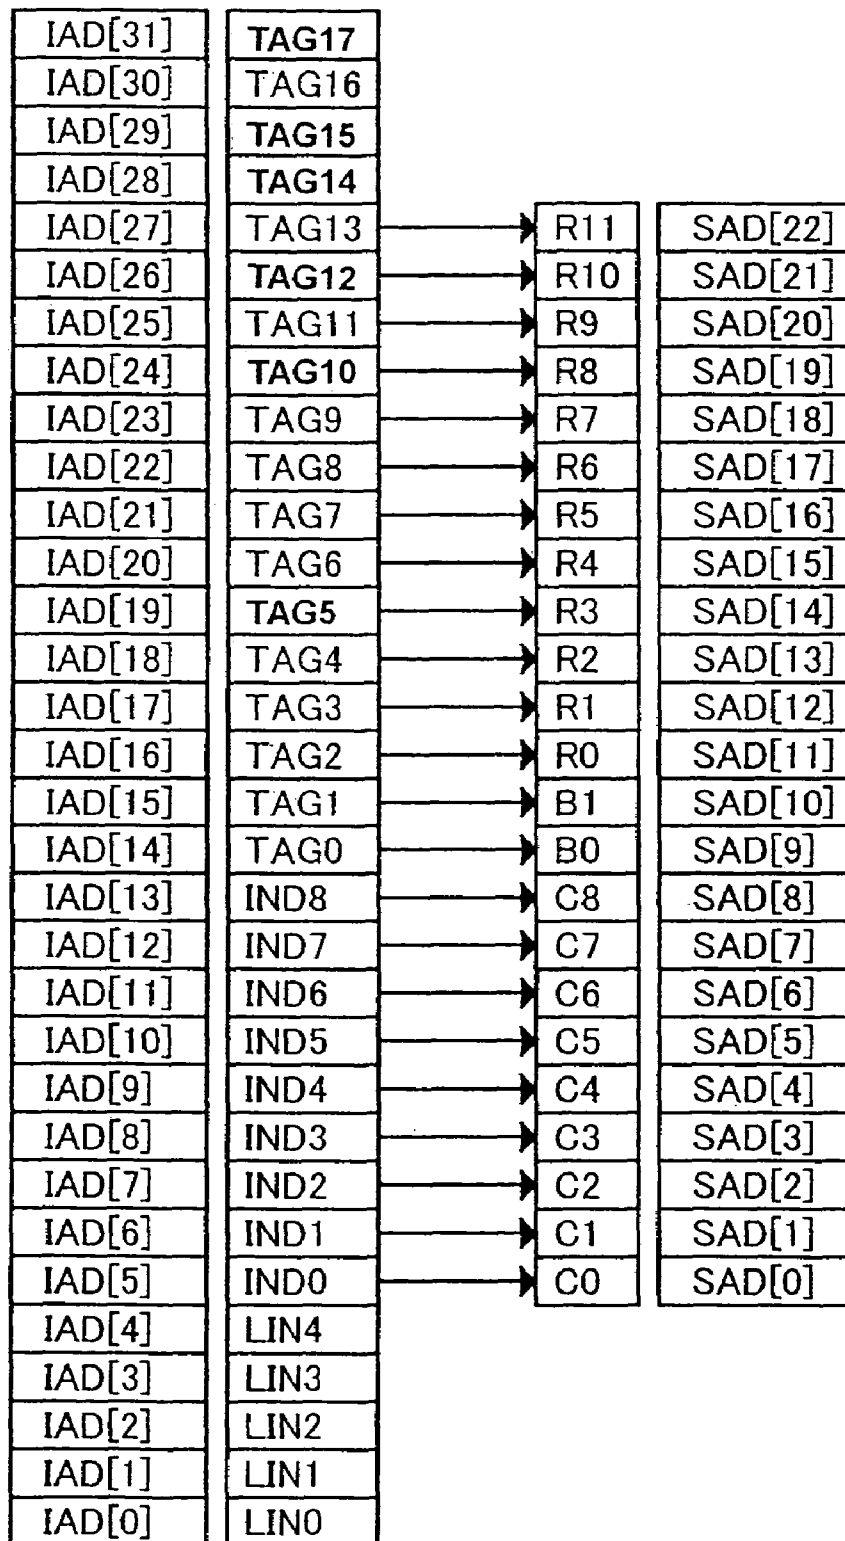 IAD[31] TAG17
IAD[30] TAG16
IAD[29] TAG15
IAD[28] TAG14
IAD[27] TAG13 R11 SAD[22]
IAD[26] TAG12 R10 SAD[21]
IAD[25] TAG11 R9 SAD[20]
IAD[24] TAG10 R8 SAD[19]
IAD[23] TAG9 R7 SAD[18]
IAD[22] TAG8 R6 SAD[17]
IAD[21] TAG7 R5 SAD[16]
IAD[20] TAG6 R4 SAD[15]
IAD[19] TAG5 R3 SAD[14]
IAD[18] TAG4 R2 SAD[13]
IAD[17] TAG3 R1 SAD[12]
IAD[16] TAG2 R0 SAD[11]
IAD[15] TAG1 B1 SAD[10]
IAD[14] TAG0 B0 SAD[9]
IAD[13] IND8 C8 SAD[8]
IAD[12] IND7 C7 SAD[7]
IAD[11] IND6 C6 SAD[6]
IAD[10] IND5 C5 SAD[5]
IAD[9] IND4 C4 SAD[4]
IAD[8] IND3 C3 SAD[3]
IAD[7] IND2 C2 SAD[2]
IAD[6] IND1 C1 SAD[1]
IAD[5] IND0 C0 SAD[0]
IAD[4] LIN4
IAD[3] LIN3
IAD[2] LIN2
IAD[1] LIN1
IAD[0] LIN0